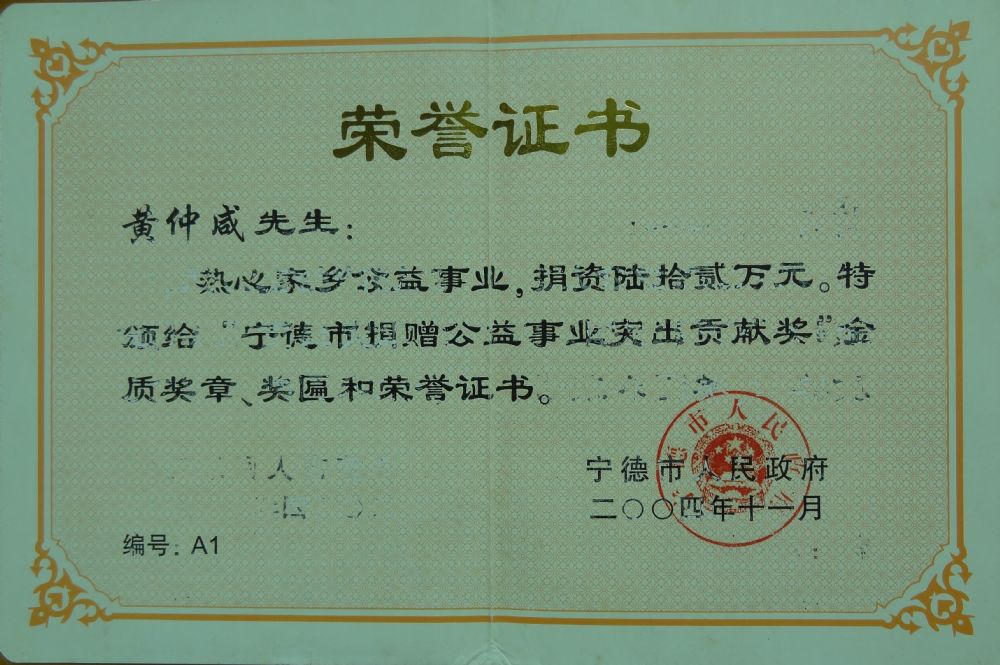 荣誉证书
黄仲咸先生：
热心家乡公益事业，捐资陆拾贰万元。特
颁给“宁德市捐赠公益事业突出贡献奖”金
质奖章、奖匾和荣誉证书。
宁德市人民政府
二〇〇四年十一月
编号：A1